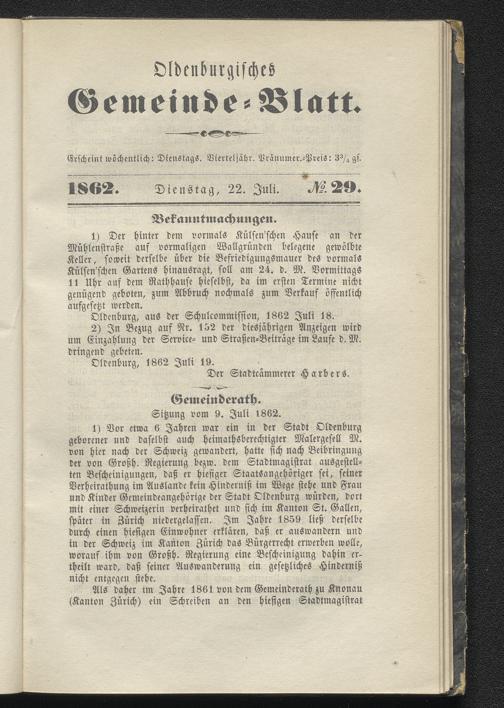 Oldenburgisches
Gemeinde-Blatt.
Erscheint wöchentlich: Dienstags. Vierteljähr. Pränumer.-Preis: 3¾ gs.
1862. Dienstag, 22. Juli. №. 29.
Bekanntmachungen.
1) Der hinter dem vormals Külsen'schen Hause an der
Mühlenstraße auf vormaligen Wallgründen belegene gewölbte
Keller, soweit derselbe über die Befriedigungsmauer des vormals
Külsen'schen Gartens hinausragt, soll am 24. d. M. Vormittags
11 Uhr auf dem Rathhause hieselbst, da im ersten Termine nicht
genügend geboten, zum Abbruch nochmals zum Verkauf öffentlich
aufgesetzt werden.
Oldenburg, aus der Schulcommission, 1862 Juli 18.
2) In Bezug auf Nr. 152 der diesjährigen Anzeigen wird
um Einzahlung der Service- und Straßen-Beiträge im Laufe d. M.
dringend gebeten.
Oldenburg, 1862 Juli 19.
Der Stadtcämmerer Harbers.
Gemeinderath.
Sitzung vom 9. Juli 1862.
1) Vor etwa 6 Jahren war ein in der Stadt Oldenburg
geborener und daselbst auch heimathsberechtigter Malergesell M.
von hier nach der Schweiz gewandert, hatte sich nach Beibringung
der von Großh. Regierung bezw. dem Stadtmagistrat ausgestell-
ten Bescheinigungen, daß er hiesiger Staatsangehöriger sei, seiner
Verheirathung im Auslande kein Hinderniß im Wege stehe und Frau
und Kinder Gemeindeangehörige der Stadt Oldenburg würden, dort
mit einer Schweizerin verheirathet und sich im Kanton St. Gallen,
später in Zürich niedergelassen. Im Jahre 1859 ließ derselbe
durch einen hiesigen Einwohner erklären, daß er auswandern und
in der Schweiz im Kanton Zürich das Bürgerrecht erwerben wolle,
worauf ihm von Großh. Regierung eine Bescheinigung dahin er-
theilt ward, daß seiner Auswanderung ein gesetzliches Hinderniß
nicht entgegen stehe.
Als daher im Jahre 1861 von dem Gemeinderath zu Knonau
(Kanton Zürich) ein Schreiben an den hiesigen Stadtmagistrat